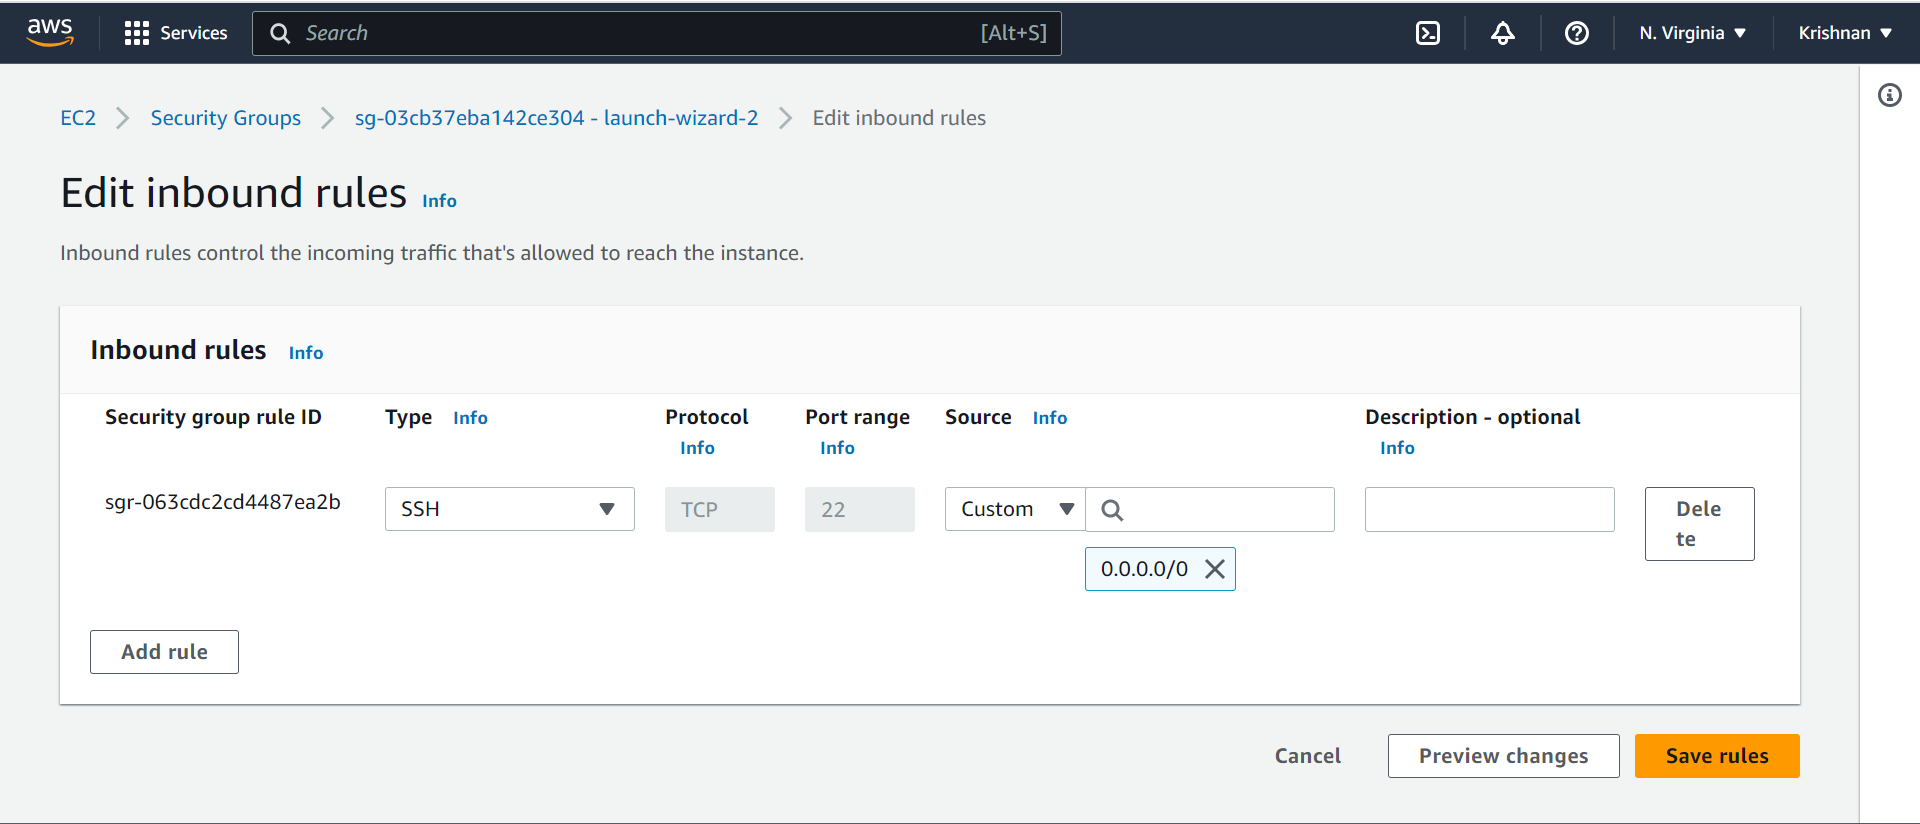 aws Services Search [Alt+S] N. Virginia Krishnan
EC2 Security Groups sg-03cb37eba142ce304 - launch-wizard-2 Edit inbound rules
Edit inbound rules Info
Inbound rules control the incoming traffic that's allowed to reach the instance.
Inbound rules Info
Security group rule ID Type Info Protocol Port range Source Info Description - optional
Info Info Info
sgr-063cdc2cd4487ea2b SSH TCP 22 Custom Dele
te
0.0.0.0/0
Add rule
Cancel Preview changes Save rules